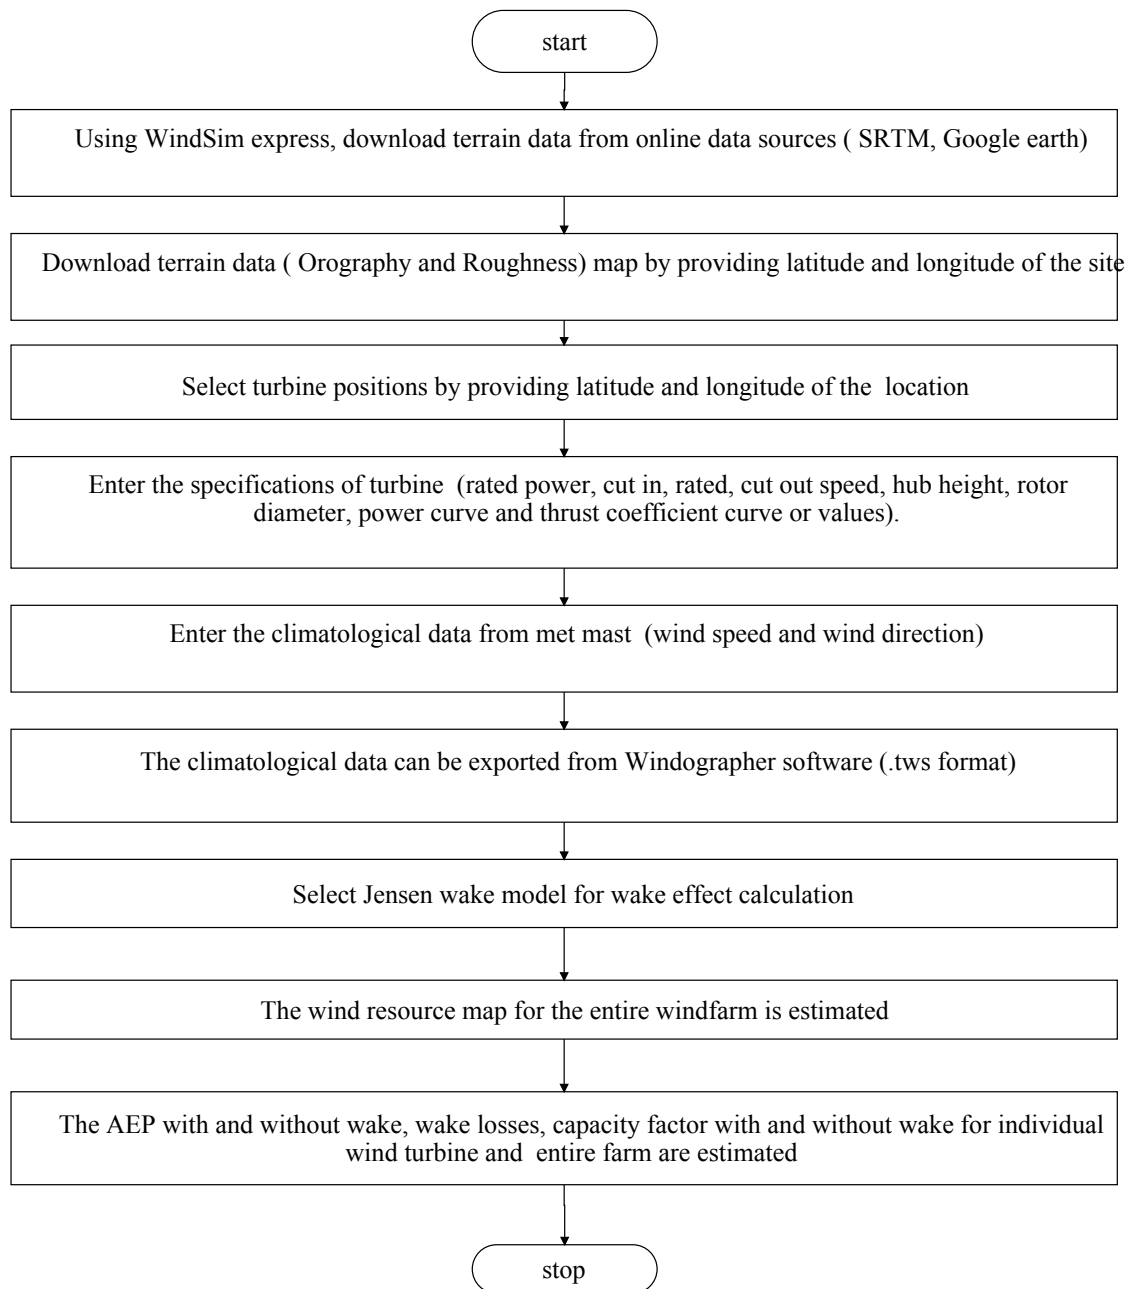 start
Using WindSim express, download terrain data from online data sources ( SRTM, Google earth)
Download terrain data ( Orography and Roughness) map by providing latitude and longitude of the site
Select turbine positions by providing latitude and longitude of the location
Enter the specifications of turbine (rated power, cut in, rated, cut out speed, hub height, rotor
diameter, power curve and thrust coefficient curve or values).
Enter the climatological data from met mast (wind speed and wind direction)
The climatological data can be exported from Windographer software (.tws format)
Select Jensen wake model for wake effect calculation
The wind resource map for the entire windfarm is estimated
The AEP with and without wake, wake losses, capacity factor with and without wake for individual
wind turbine and entire farm are estimated
stop